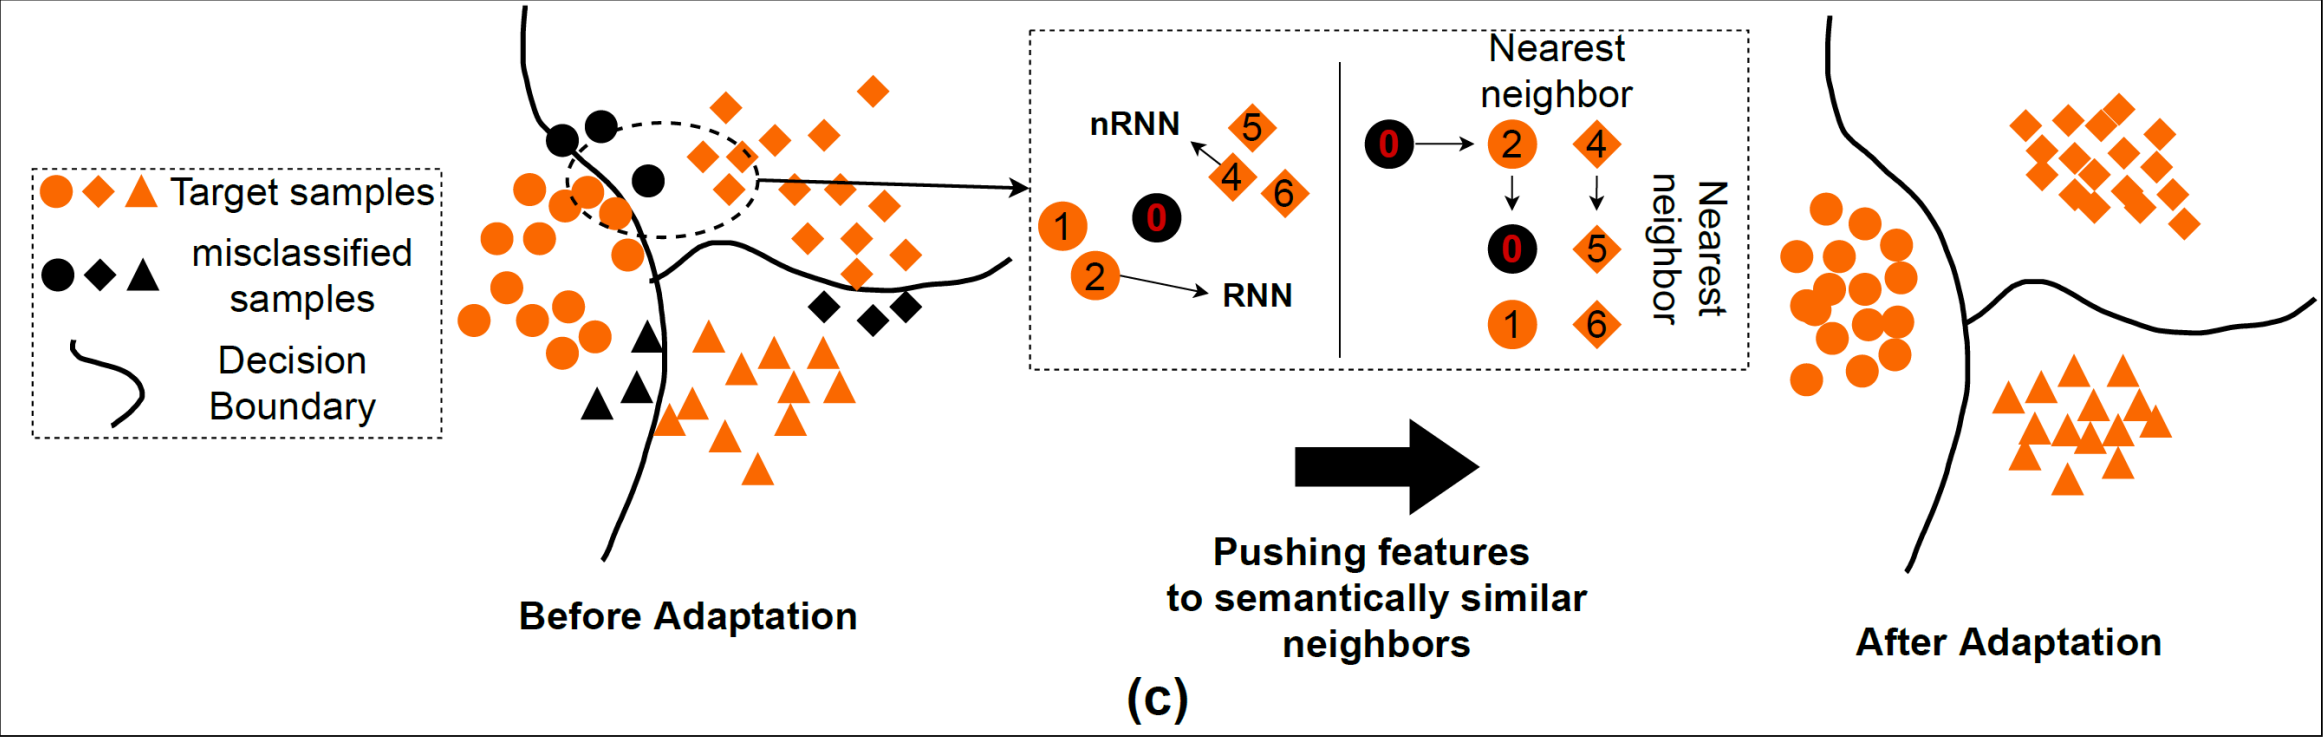 Target samples
misclassified
samples
Decision
Boundary
Before Adaptation
nRNN
5
4
6
0
1
2
RNN
Nearest
neighbor
0
2
4
0
5
1
6
Nearest
neighbor
Pushing features
to semantically similar
neighbors
After Adaptation
(c)